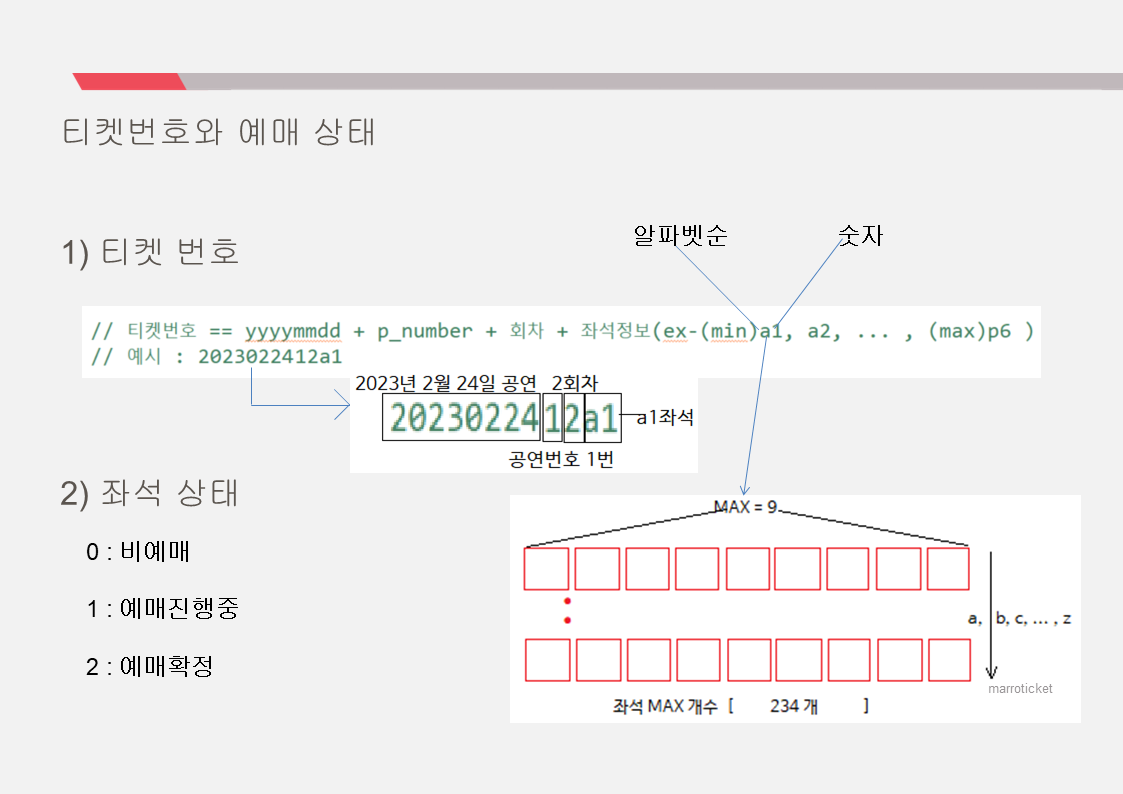 티켓번호와 예매 상태
1) 티켓 번호
알파벳순 숫자
// 티켓번호 == yyyymmdd + p_number + 회차 + 좌석정보(ex-(min)a1, a2, ... , (max)p6 )
// 예시 : 2023022412a1
2023년 2월 24일 공연 2회차
2023022412a1
a1좌석
공연번호 1번
2) 좌석 상태
0 : 비예매
1 : 예매진행중
2 : 예매확정
MAX = 9
a, b, c, ... , z
marroticket
좌석 MAX 개수 [ 234 개 ]